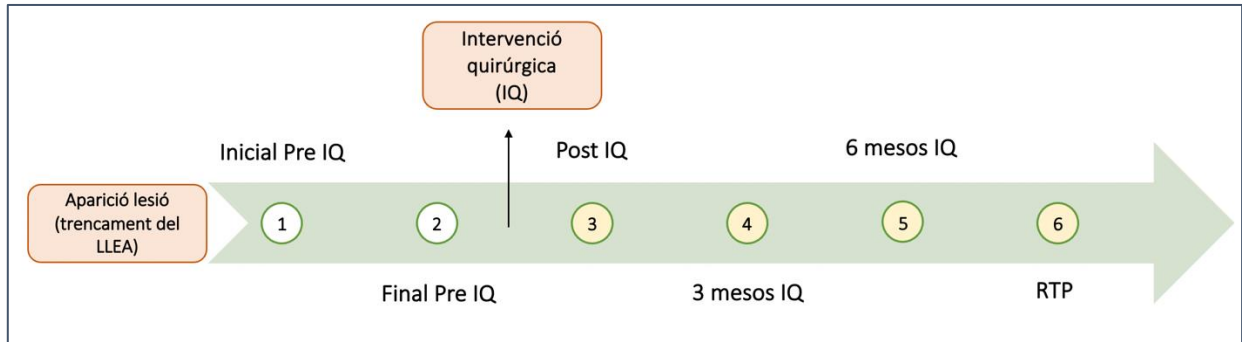 Intervenció
quirúrgica
(IQ)
Inicial Pre IQ
Post IQ
6 mesos IQ
Aparició lesió
(trencament del
LLEA)
1
2
3
4
5
6
Final Pre IQ
3 mesos IQ
RTP